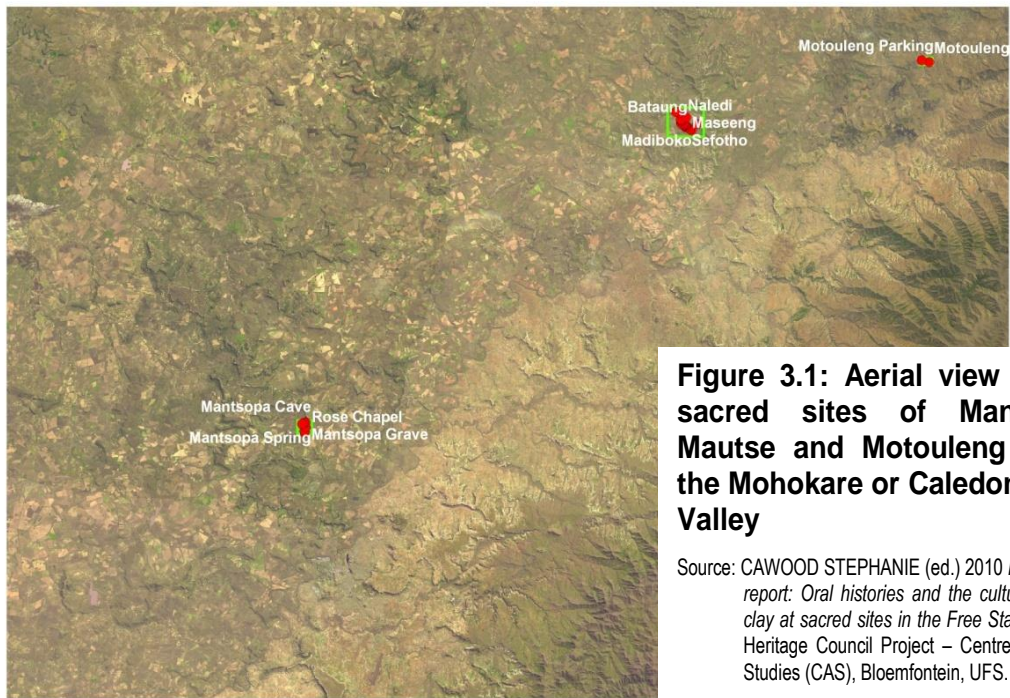 Motouleng Parking Motouleng
Bataung Naledi
Maseeng
Madiboko Sefotho
Mantsopa Cave
Rose Chapel
Mantsopa Spring Mantsopa Grave
Figure 3.1: Aerial view
sacred sites of Man
Mautse and Motouleng
the Mohokare or Caledon
Valley
Source: CAWOOD STEPHANIE (ed.) 2010
report: Oral histories and the cultu
clay at sacred sites in the Free Sta
Heritage Council Project – Centre
Studies (CAS), Bloemfontein, UFS.